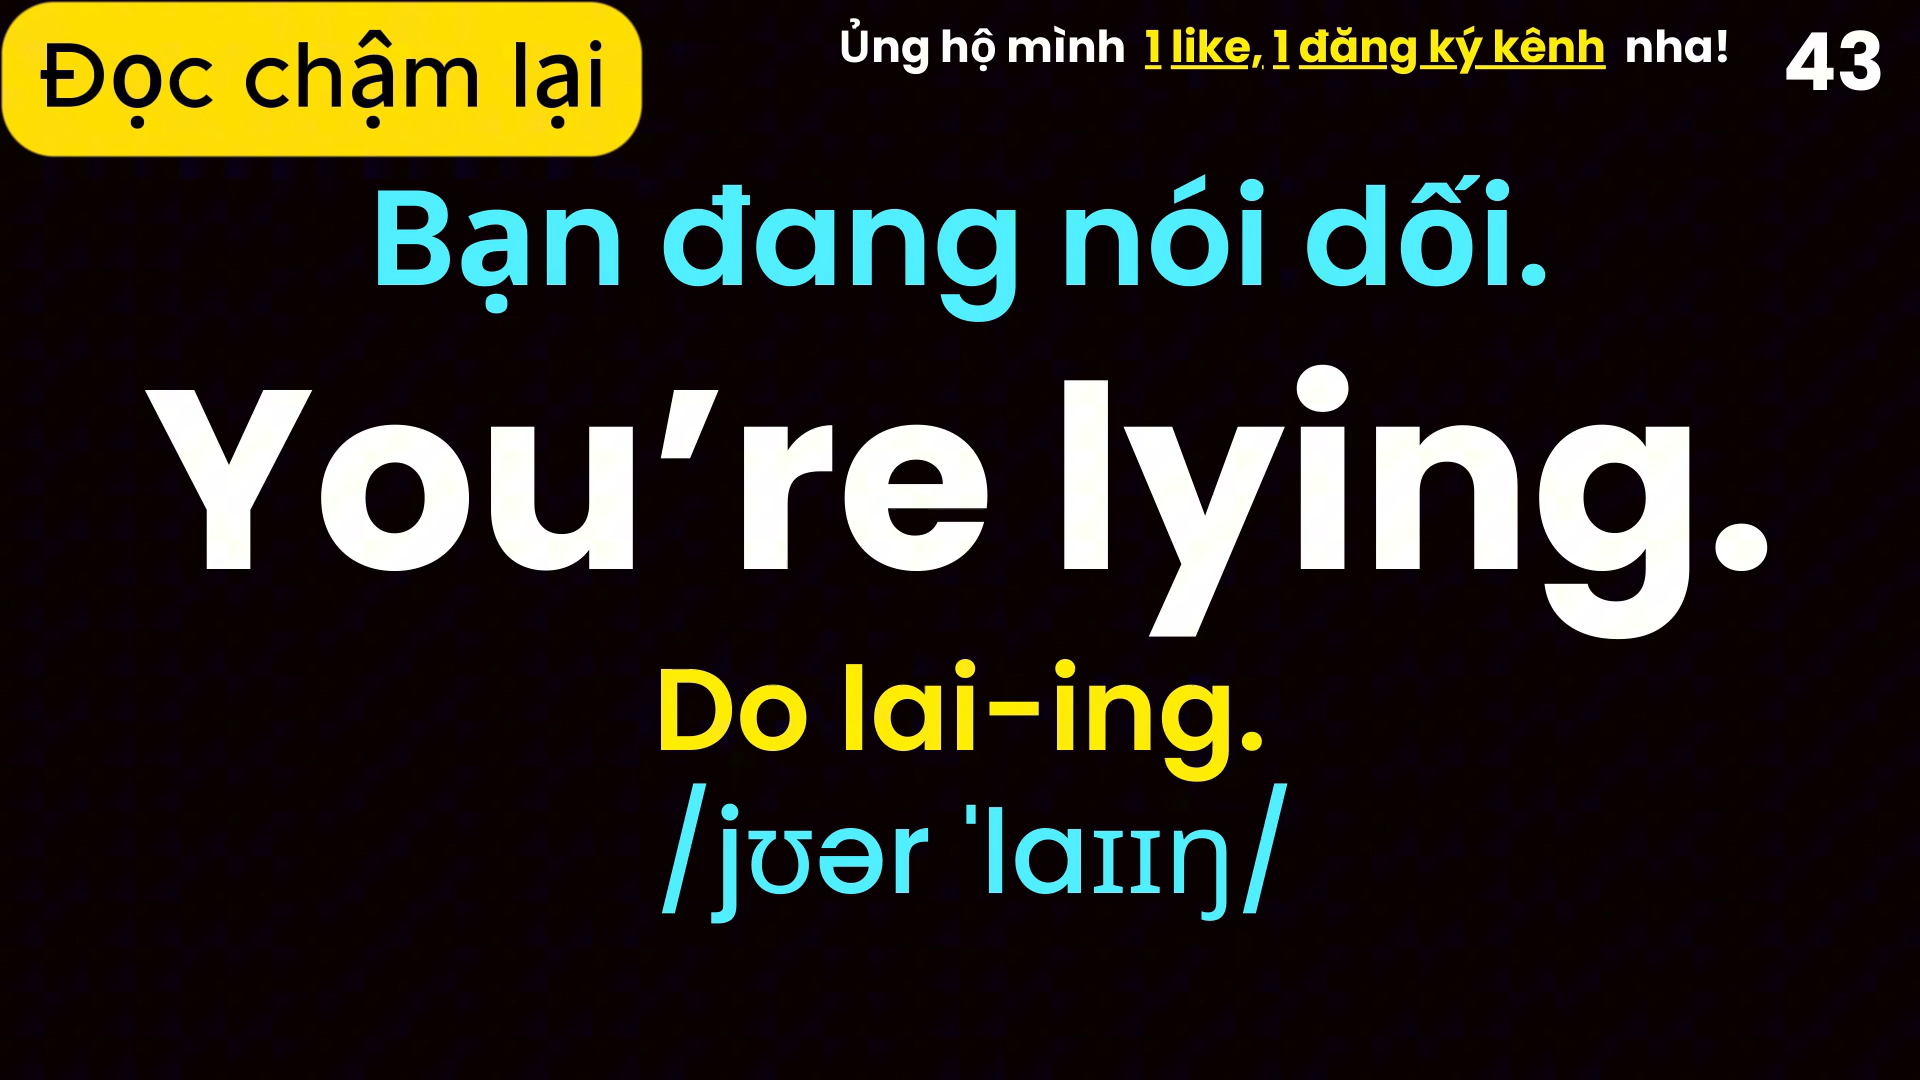 Đọc chậm lại
Ủng hộ mình 1 like, 1 đăng ký kênh nha!
43
Bạn đang nói dối.
You’re lying.
Do lai-ing.
/jʊər ˈlaɪɪŋ/